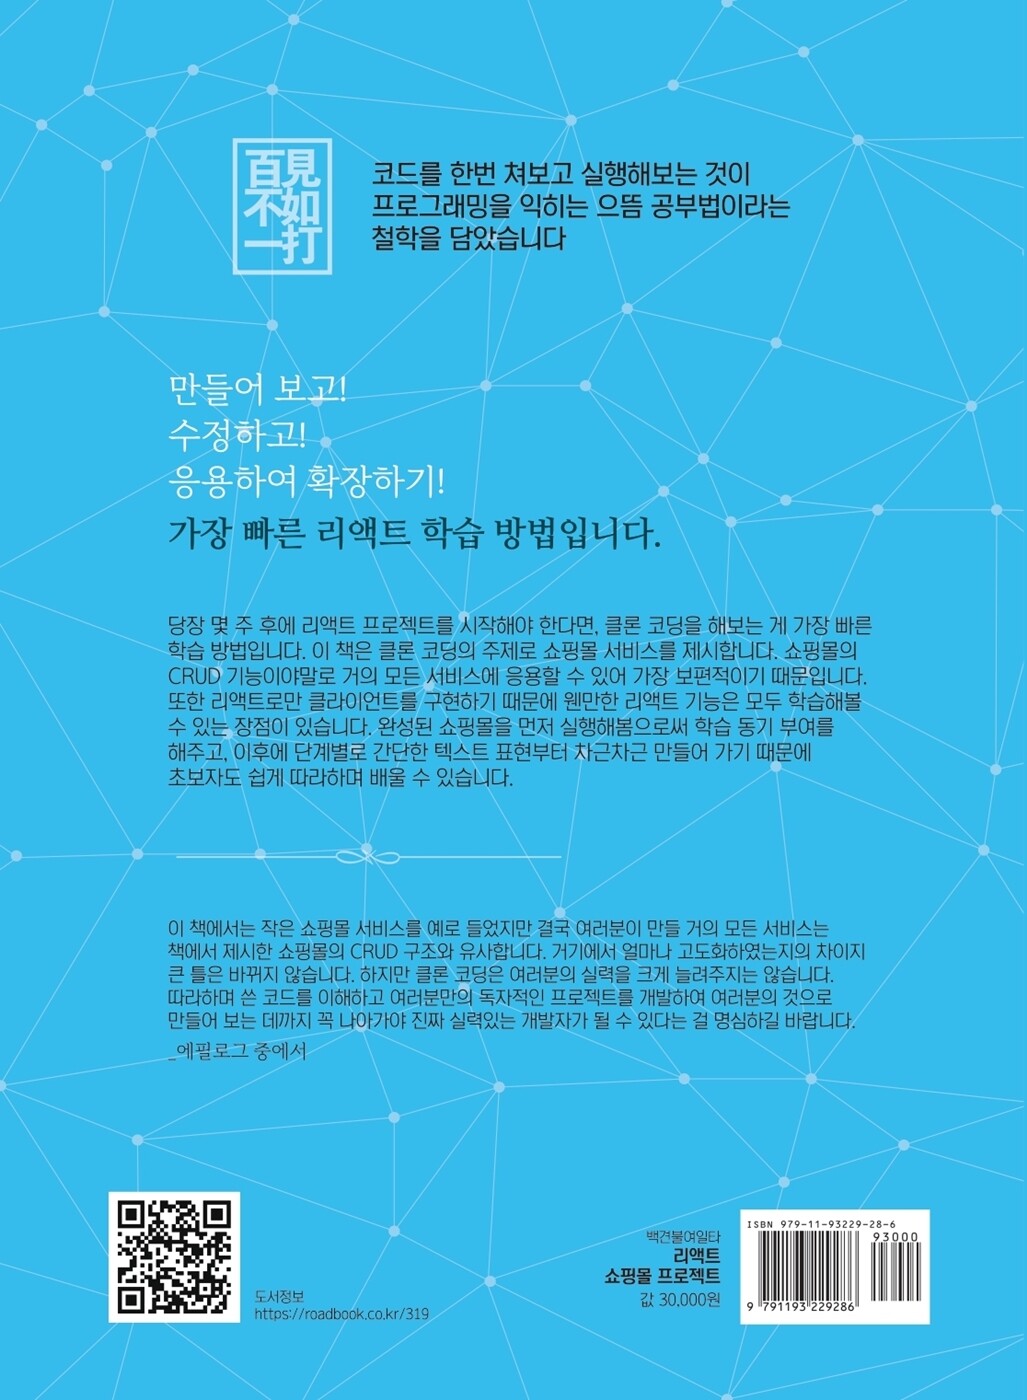 百見
不如
一打
코드를 한번 쳐보고 실행해보는 것이
프로그래밍을 익히는 으뜸 공부법이라는
철학을 담았습니다
만들어 보고!
수정하고!
응용하여 확장하기!
가장 빠른 리액트 학습 방법입니다.
당장 몇 주 후에 리액트 프로젝트를 시작해야 한다면, 클론 코딩을 해보는 게 가장 빠른
학습 방법입니다. 이 책은 클론 코딩의 주제로 쇼핑몰 서비스를 제시합니다. 쇼핑몰의
CRUD 기능이야말로 거의 모든 서비스에 응용할 수 있어 가장 보편적이기 때문입니다.
또한 리액트로만 클라이언트를 구현하기 때문에 웬만한 리액트 기능은 모두 학습해볼
수 있는 장점이 있습니다. 완성된 쇼핑몰을 먼저 실행해봄으로써 학습 동기 부여를
해주고, 이후에 단계별로 간단한 텍스트 표현부터 차근차근 만들어 가기 때문에
초보자도 쉽게 따라하며 배울 수 있습니다.
이 책에서는 작은 쇼핑몰 서비스를 예로 들었지만 결국 여러분이 만들 거의 모든 서비스는
책에서 제시한 쇼핑몰의 CRUD 구조와 유사합니다. 거기에서 얼마나 고도화하였는지의 차이지
큰 틀은 바뀌지 않습니다. 하지만 클론 코딩은 여러분의 실력을 크게 늘려주지는 않습니다.
따라하며 쓴 코드를 이해하고 여러분만의 독자적인 프로젝트를 개발하여 여러분의 것으로
만들어 보는 데까지 꼭 나아가야 진짜 실력있는 개발자가 될 수 있다는 걸 명심하길 바랍니다.
_에필로그 중에서
도서정보
https://roadbook.co.kr/319
백견불여일타
리액트
쇼핑몰 프로젝트
값 30,000원
ISBN 979-11-93229-28-6
93000
9 791193 229286